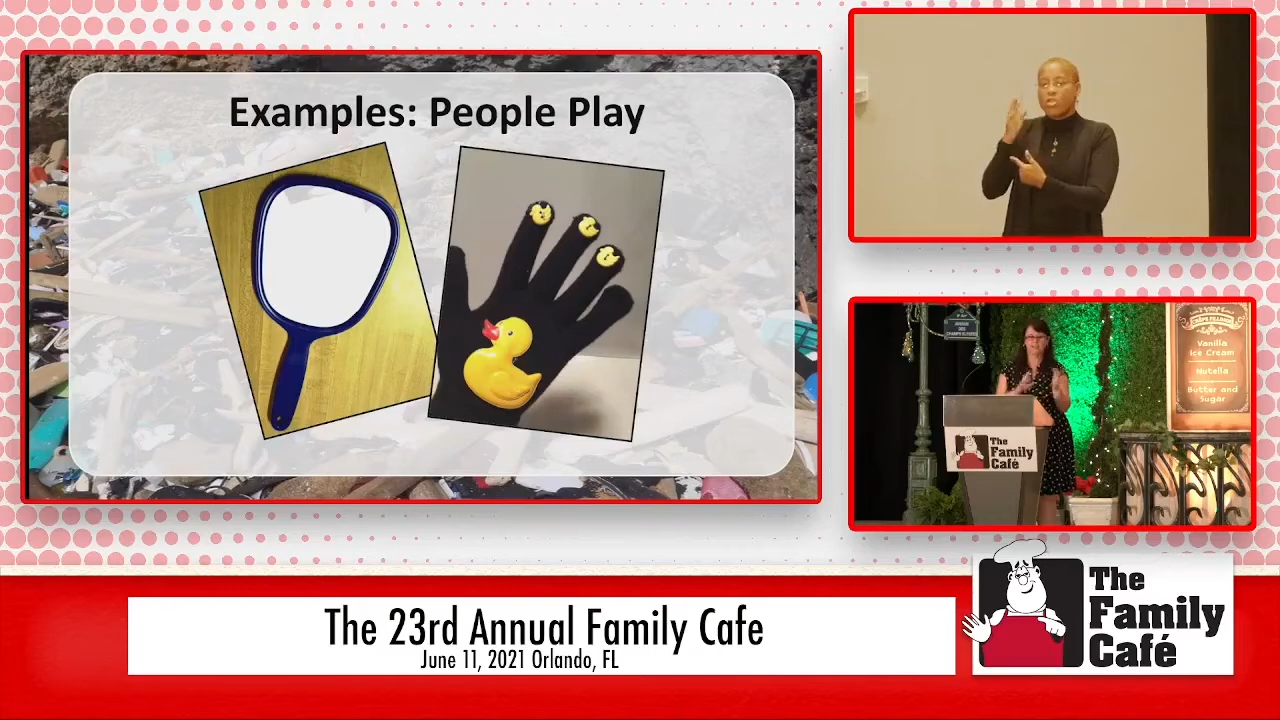 Examples: People Play
Vanilla
Ice Cream
Nutella
Butter and
Sugar
The
Family
Café
The 23rd Annual Family Cafe
June 11, 2021 Orlando, FL
The
Family
Café